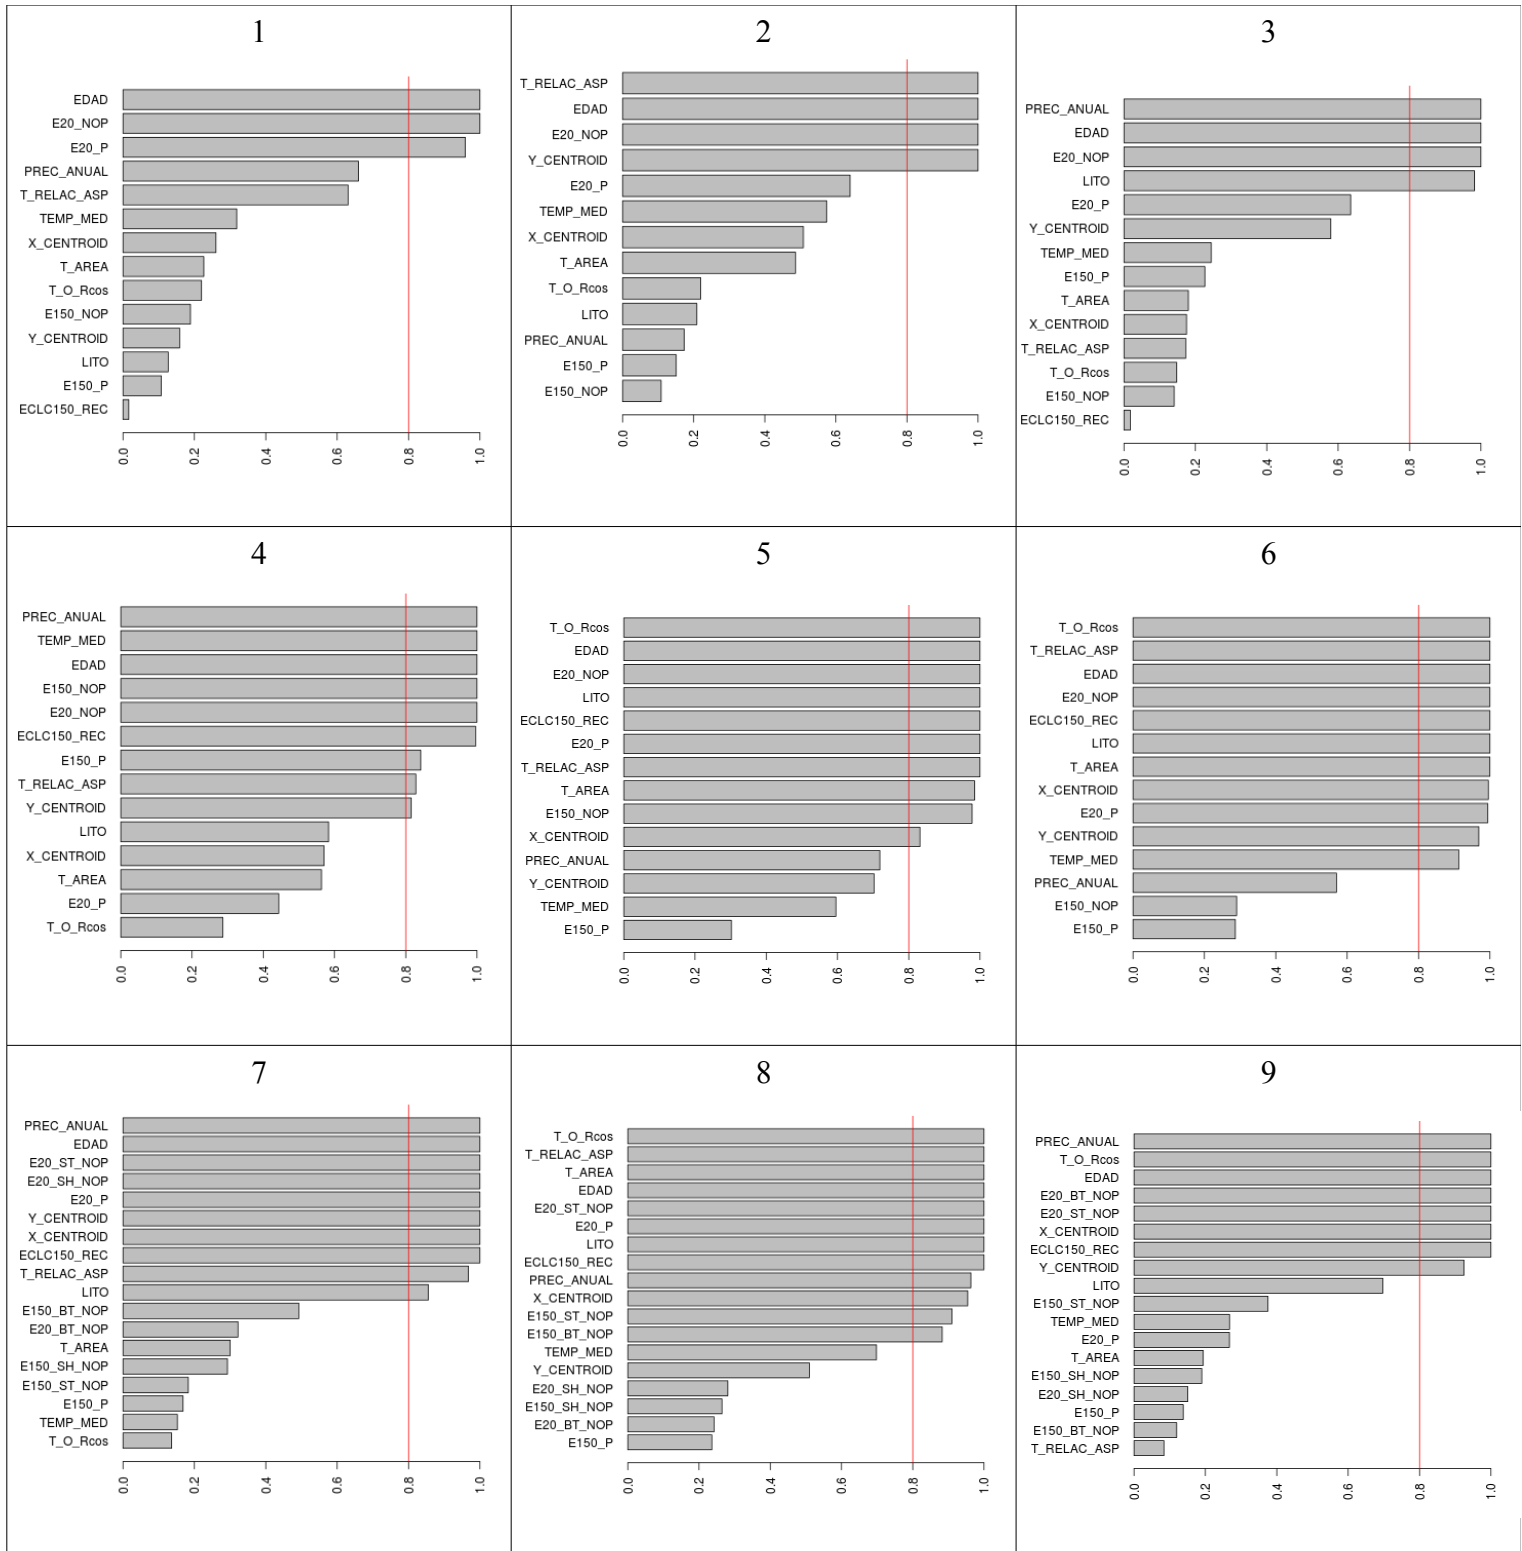 1
EDAD
E20_NOP
E20_P
PREC_ANUAL
T_RELAC_ASP
TEMP_MED
X_CENTROID
T_AREA
T_O_Rcos
E150_NOP
Y_CENTROID
LITO
E150_P
ECLC150_REC
0.0 0.2 0.4 0.6 0.8 1.0
2
T_RELAC_ASP
EDAD
E20_NOP
Y_CENTROID
E20_P
TEMP_MED
X_CENTROID
T_AREA
T_O_Rcos
LITO
PREC_ANUAL
E150_P
E150_NOP
0.0 0.2 0.4 0.6 0.8 1.0
3
PREC_ANUAL
EDAD
E20_NOP
LITO
E20_P
Y_CENTROID
TEMP_MED
E150_P
T_AREA
X_CENTROID
T_RELAC_ASP
T_O_Rcos
E150_NOP
ECLC150_REC
0.0 0.2 0.4 0.6 0.8 1.0
4
PREC_ANUAL
TEMP_MED
EDAD
E150_NOP
E20_NOP
ECLC150_REC
E150_P
T_RELAC_ASP
Y_CENTROID
LITO
X_CENTROID
T_AREA
E20_P
T_O_Rcos
0.0 0.2 0.4 0.6 0.8 1.0
5
T_O_Rcos
EDAD
E20_NOP
LITO
ECLC150_REC
E20_P
T_RELAC_ASP
T_AREA
E150_NOP
X_CENTROID
PREC_ANUAL
Y_CENTROID
TEMP_MED
E150_P
0.0 0.2 0.4 0.6 0.8 1.0
6
T_O_Rcos
T_RELAC_ASP
EDAD
E20_NOP
ECLC150_REC
LITO
T_AREA
X_CENTROID
E20_P
Y_CENTROID
TEMP_MED
PREC_ANUAL
E150_NOP
E150_P
0.0 0.2 0.4 0.6 0.8 1.0
7
PREC_ANUAL
EDAD
E20_ST_NOP
E20_SH_NOP
E20_P
Y_CENTROID
X_CENTROID
ECLC150_REC
T_RELAC_ASP
LITO
E150_BT_NOP
E20_BT_NOP
T_AREA
E150_SH_NOP
E150_ST_NOP
E150_P
TEMP_MED
T_O_Rcos
0.0 0.2 0.4 0.6 0.8 1.0
8
T_O_Rcos
T_RELAC_ASP
T_AREA
EDAD
E20_ST_NOP
E20_P
LITO
ECLC150_REC
PREC_ANUAL
X_CENTROID
E150_ST_NOP
E150_BT_NOP
TEMP_MED
Y_CENTROID
E20_SH_NOP
E150_SH_NOP
E20_BT_NOP
E150_P
0.0 0.2 0.4 0.6 0.8 1.0
9
PREC_ANUAL
T_O_Rcos
EDAD
E20_BT_NOP
E20_ST_NOP
X_CENTROID
ECLC150_REC
Y_CENTROID
LITO
E150_ST_NOP
TEMP_MED
E20_P
T_AREA
E150_SH_NOP
E20_SH_NOP
E150_P
E150_BT_NOP
T_RELAC_ASP
0.0 0.2 0.4 0.6 0.8 1.0